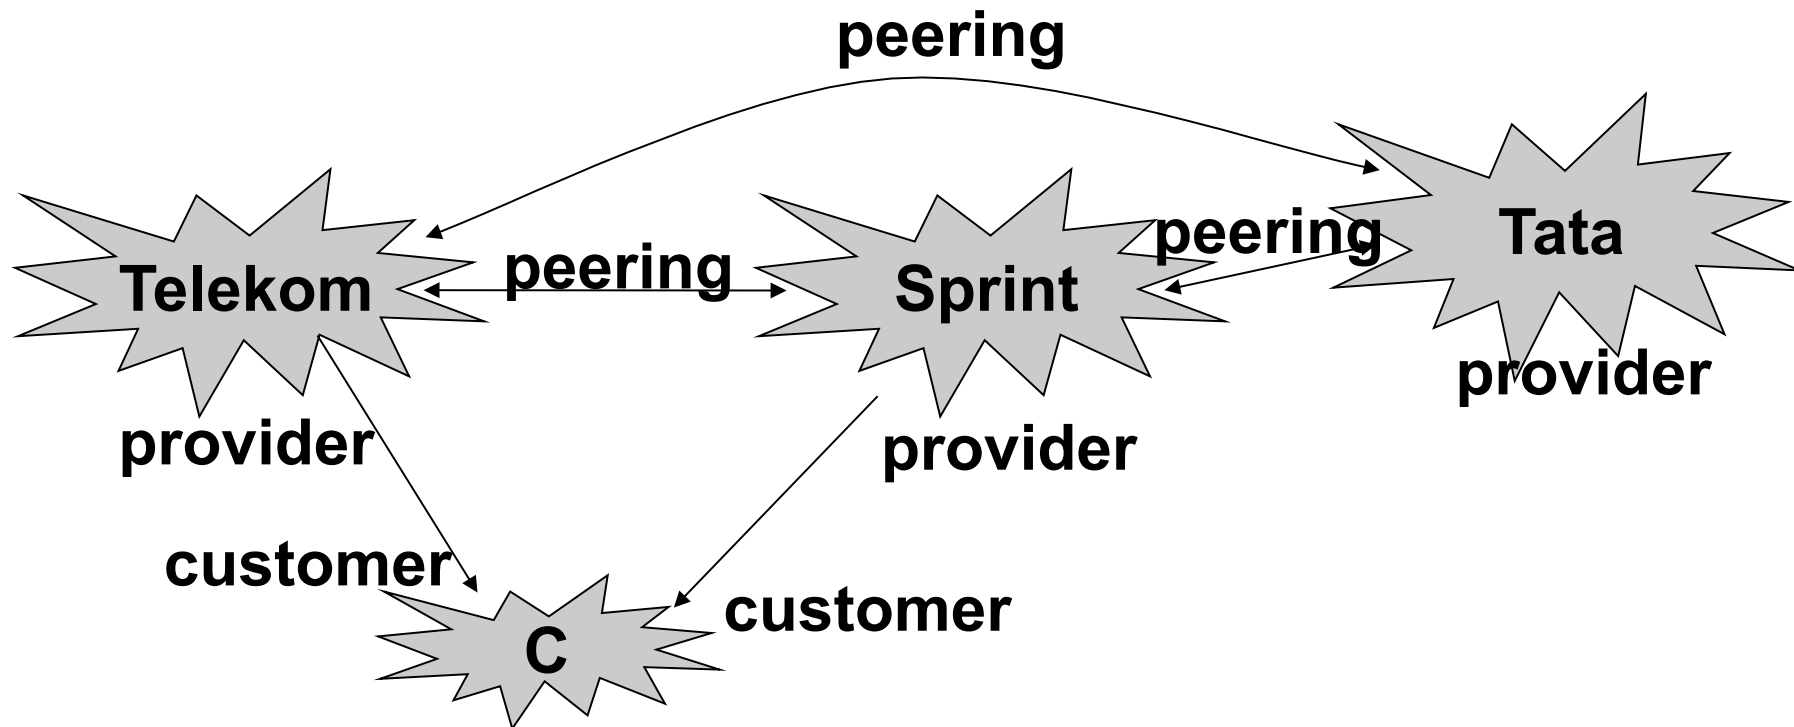 peering
Telekom
peering
Sprint
peering
Tata
provider
provider
provider
customer
customer
C